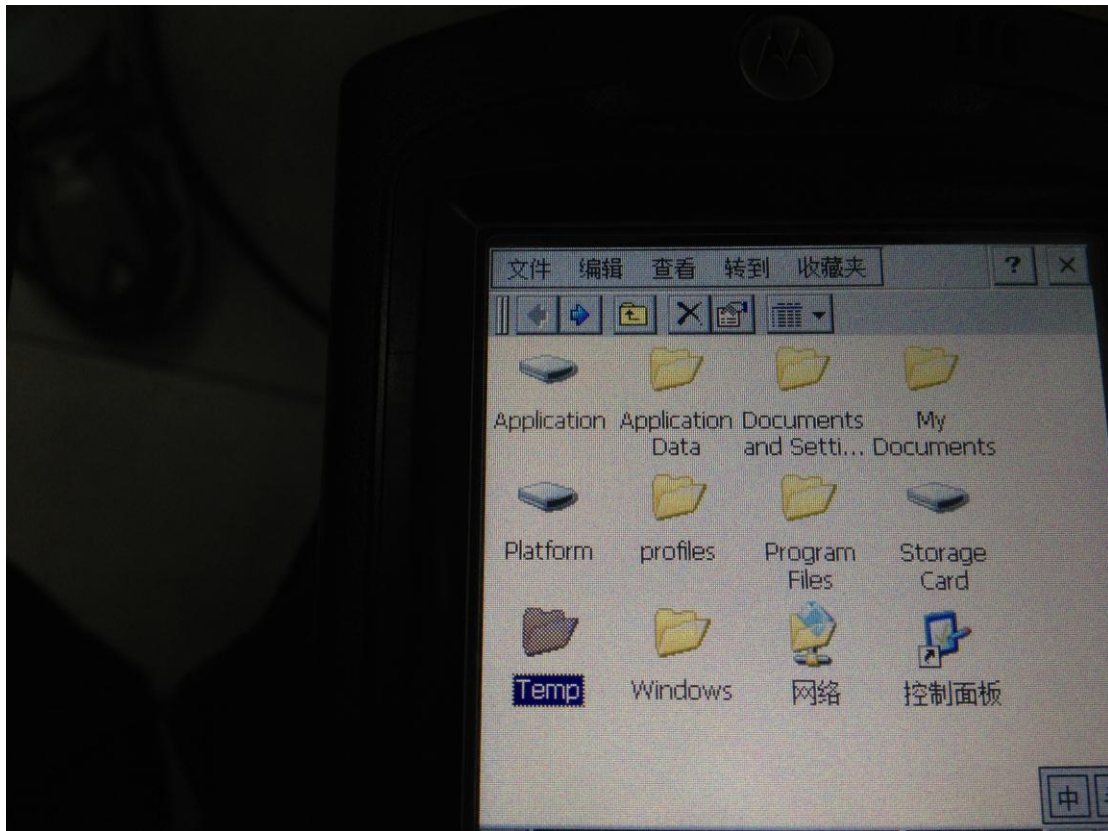 文件 编辑 查看 转到 收藏夹 ? ×
Application Application Documents My
Data and Setti... Documents
Platform profiles Program Storage
Files Card
Temp Windows 网络 控制面板
中